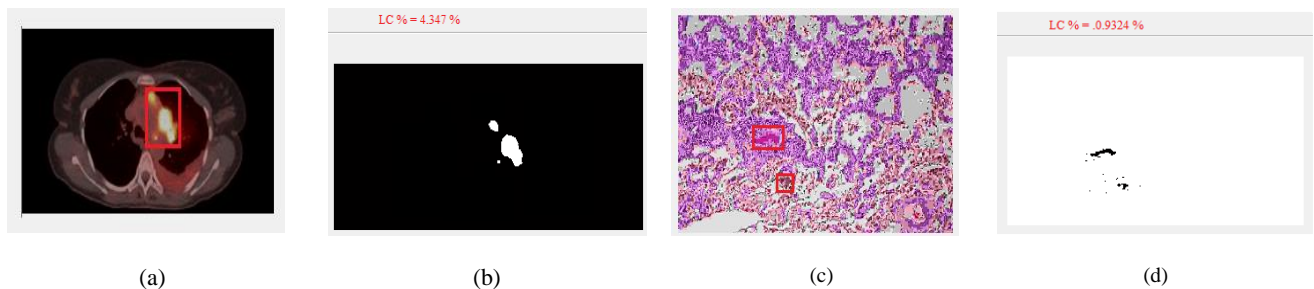 LC % = 4.347 %
LC % = .0.9324 %
(a)
(b)
(c)
(d)